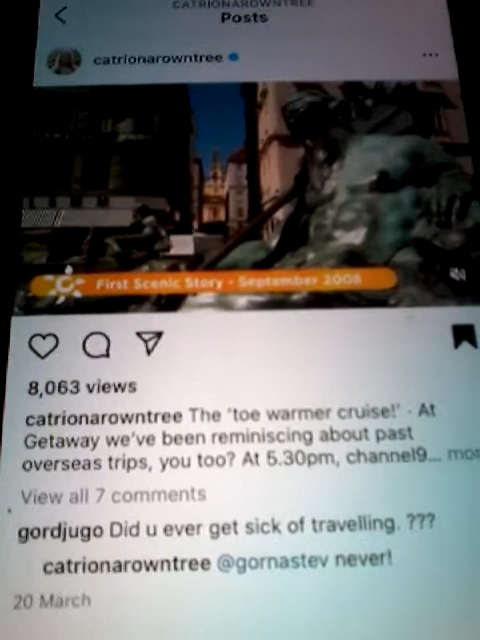 CATRIONAROWNTREE
Posts
catrionarowntree
First Scenic Story - September 2008
8,063 views
catrionarowntree The 'toe warmer cruise!' - At
Getaway we've been reminiscing about past
overseas trips, you too? At 5.30pm, channel9... mor
View all 7 comments
gordjugo Did u ever get sick of travelling. ???
catrionarowntree @gornastev never!
20 March